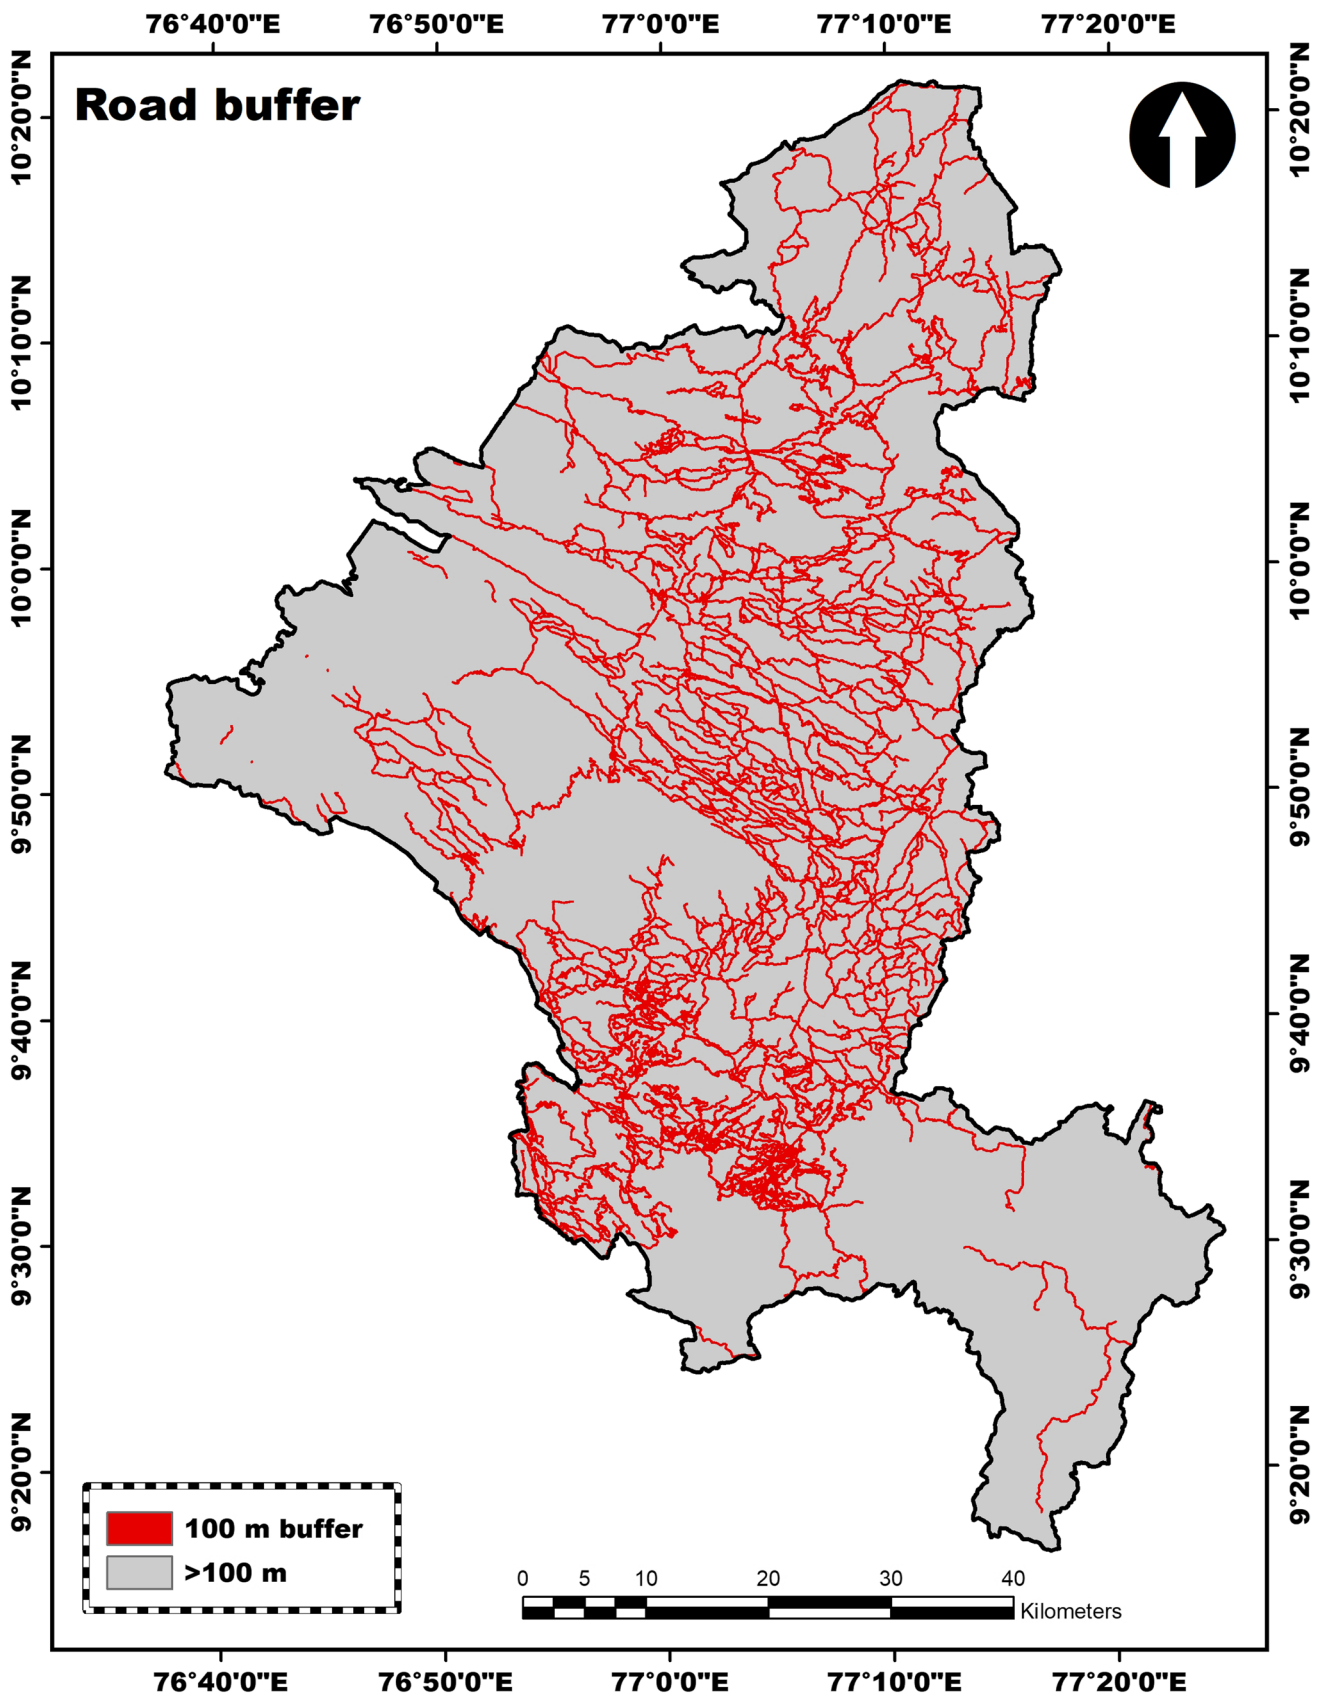 76°40'0"E 76°50'0"E 77°0'0"E 77°10'0"E 77°20'0"E
Road buffer
10°20'0"N 10°20'0"N
10°10'0"N 10°10'0"N
10°0'0"N 10°0'0"N
9°50'0"N 9°50'0"N
9°40'0"N 9°40'0"N
9°30'0"N 9°30'0"N
9°20'0"N 9°20'0"N
100 m buffer
>100 m
0 5 10 20 30 40
Kilometers
76°40'0"E 76°50'0"E 77°0'0"E 77°10'0"E 77°20'0"E